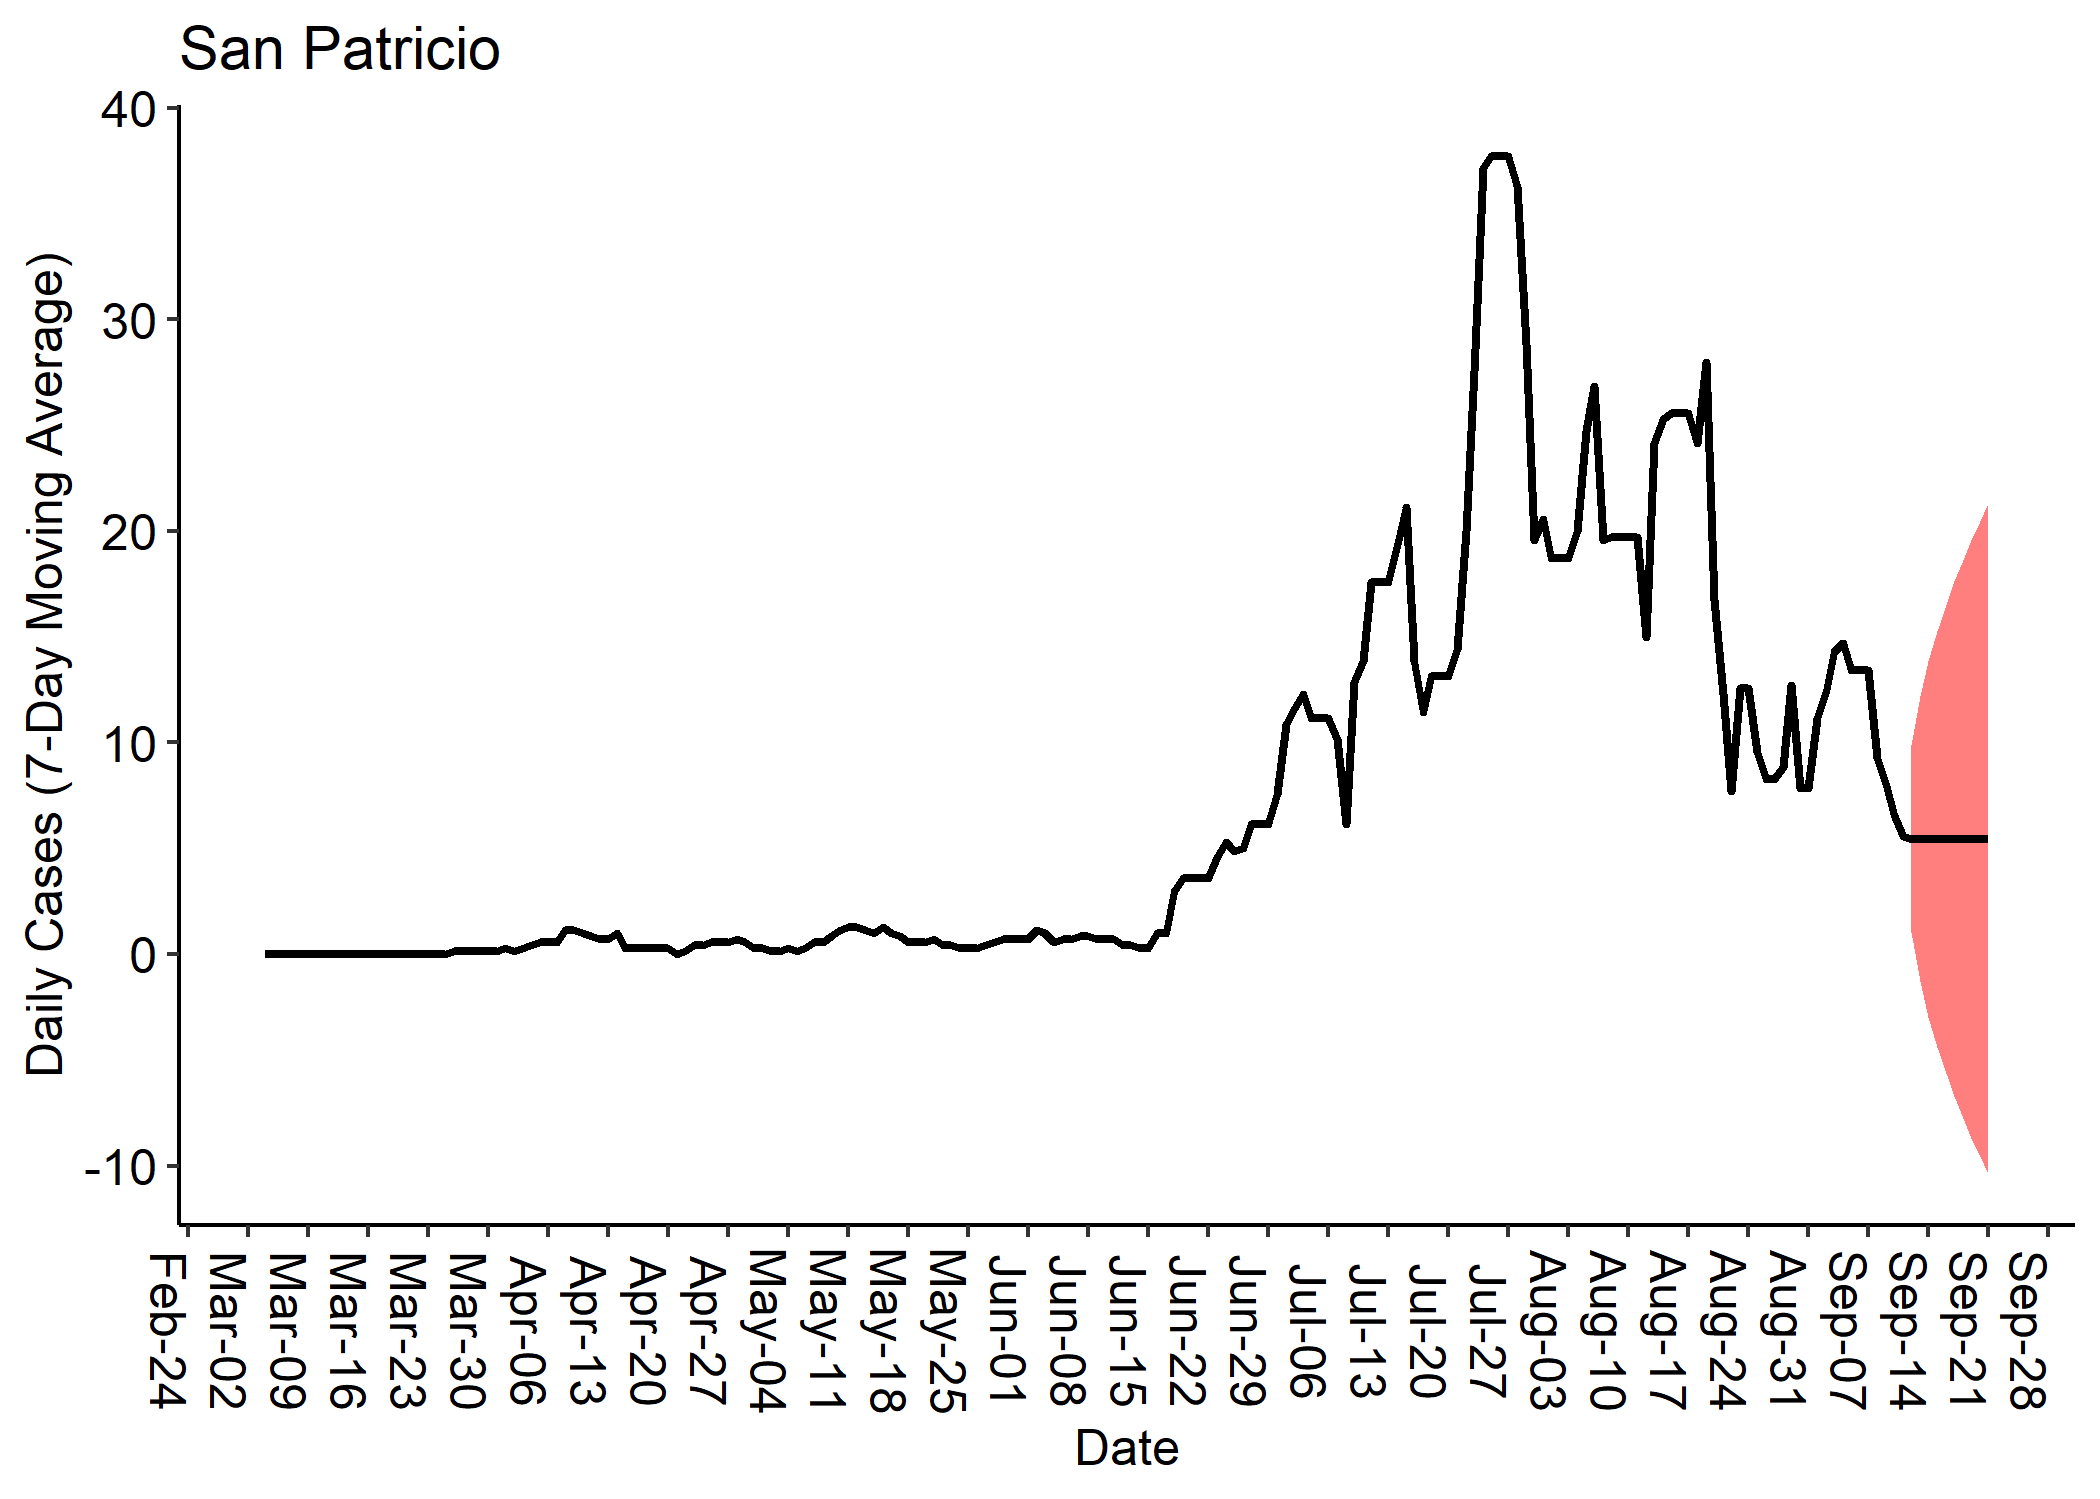 San Patricio
Daily Cases (7-Day Moving Average)
40
30
20
10
0
-10
Feb-24
Mar-02
Mar-09
Mar-16
Mar-23
Mar-30
Apr-06
Apr-13
Apr-20
Apr-27
May-04
May-11
May-18
May-25
Jun-01
Jun-08
Jun-15
Jun-22
Jun-29
Jul-06
Jul-13
Jul-20
Jul-27
Aug-03
Aug-10
Aug-17
Aug-24
Aug-31
Sep-07
Sep-14
Sep-21
Sep-28
Date